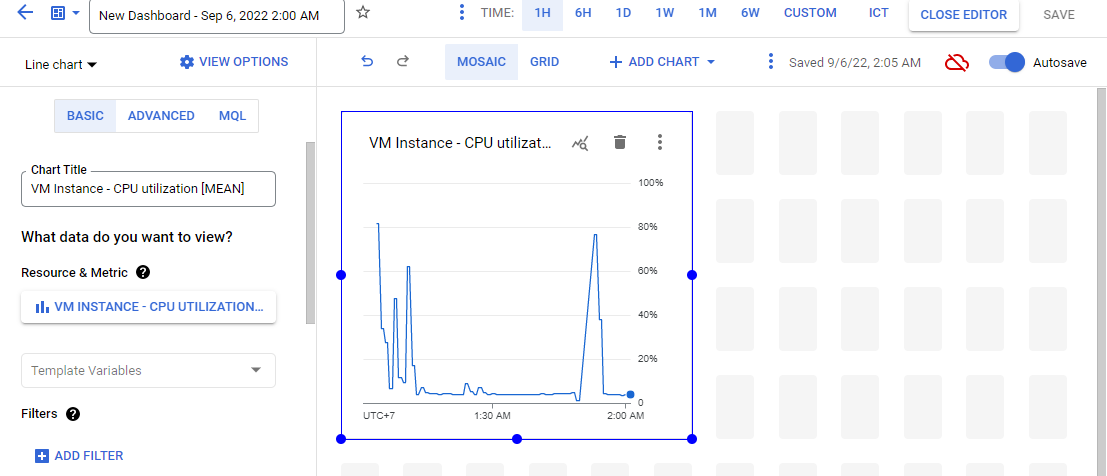 New Dashboard - Sep 6, 2022 2:00 AM
TIME: 1H 6H 1D 1W 1M 6W CUSTOM ICT CLOSE EDITOR SAVE
Line chart VIEW OPTIONS
MOSAIC GRID ADD CHART Saved 9/6/22, 2:05 AM Autosave
BASIC ADVANCED MQL
Chart Title
VM Instance - CPU utilization [MEAN]
What data do you want to view?
Resource & Metric
VM INSTANCE - CPU UTILIZATION...
Template Variables
Filters
ADD FILTER
VM Instance - CPU utilizat...
100%
80%
60%
40%
20%
0
UTC+7 1:30 AM 2:00 AM